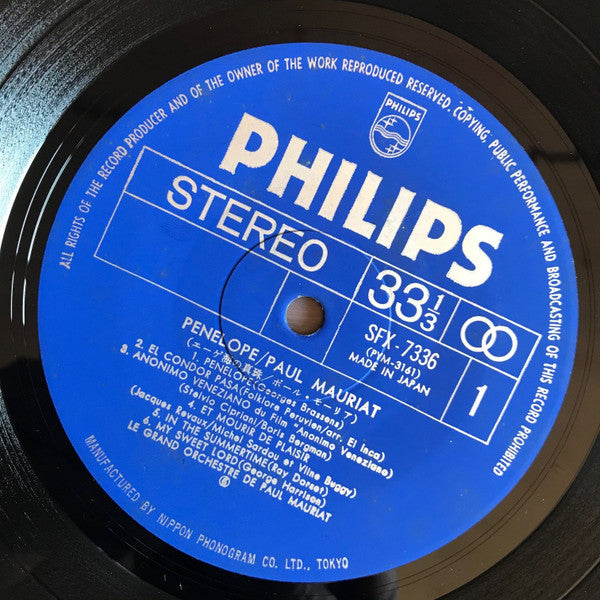 ALL RIGHTS OF THE RECORD PRODUCER AND OF THE OWNER OF THE WORK REPRODUCED RESERVED, COPYING, PUBLIC PERFORMANCE AND BROADCASTING OF THIS RECORD PROHIBITED
PHILIPS
PHILIPS
STEREO
33 1/3
SFX-7336
(PYM-3161)
MADE IN JAPAN
1
PENELOPE/PAUL MAURIAT
(エーゲ海の真珠/ポール・モーリア)
1. PENELOPE(Georges Brassens)
2. EL CONDOR PASA(Folklore Peruvien/arr. El Inca)
3. ANONIMO VENEZIANO du film "Anonimo Veneziano"
(Stelvio Cipriani/Boris Bergman)
4. ET MOURIR DE PLAISIR
(Jacques Revaux/Michel Sardou et Vline Buggy)
5. IN THE SUMMERTIME(Ray Dorset)
6. MY SWEET LORD(George Harrison)
LE GRAND ORCHESTRE DE PAUL MAURIAT
MANUFACTURED BY NIPPON PHONOGRAM CO. LTD., TOKYO